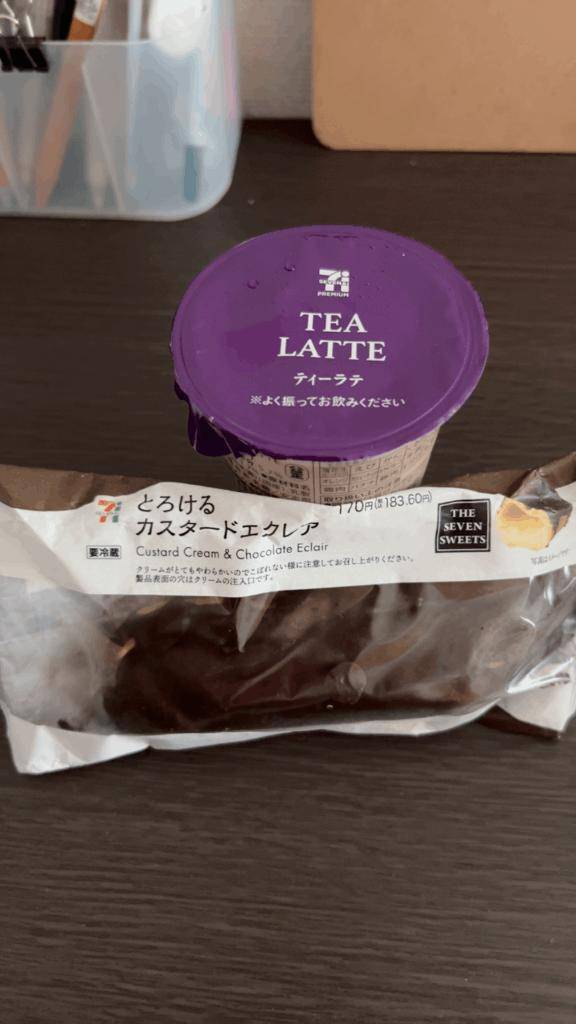 7i
SEVEN&i
PREMIUM
TEA
LATTE
ティーラテ
※よく振ってお飲みください
とろける
カスタードエクレア
170円(税込183.60円)
要冷蔵
Custard Cream & Chocolate Eclair
クリームがとてもやわらかいのでこぼれない様に注意してお召し上がりください。
製品表面の穴はクリームの注入口です。
THE
SEVEN
SWEETS